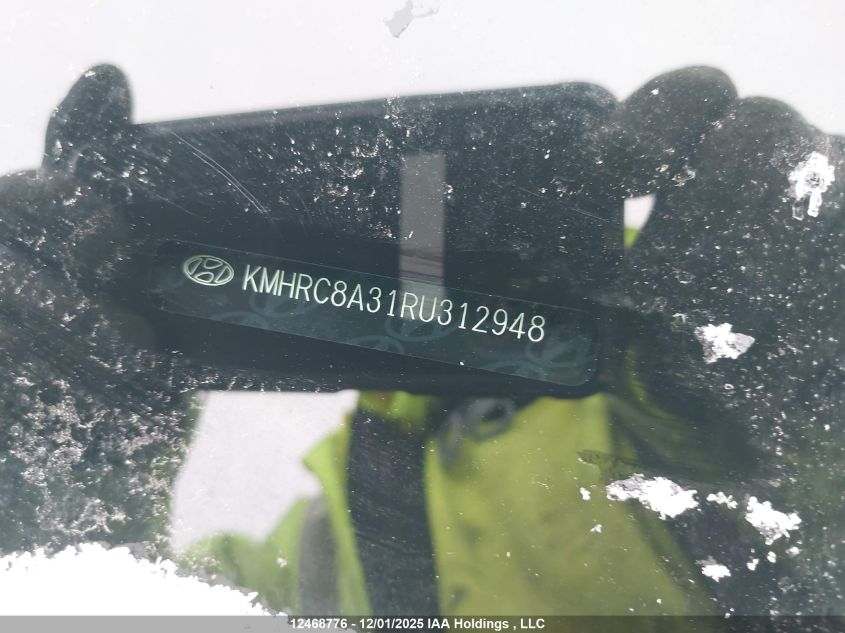 KMHRC8A31RU312948
12468776 - 12/01/2025 IAA Holdings , LLC